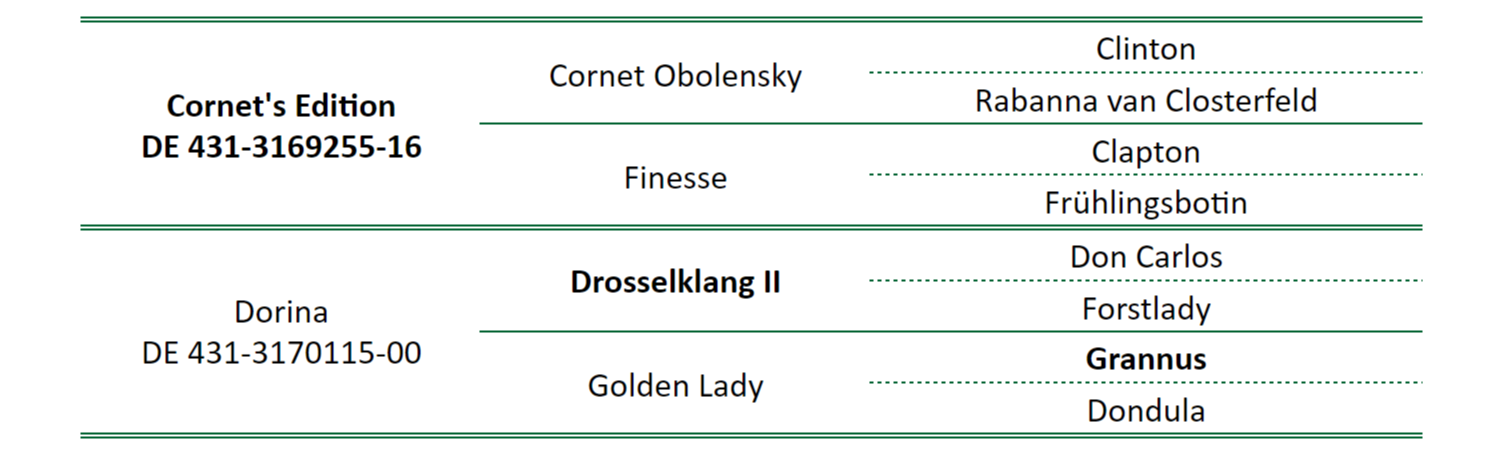 Cornet's Edition
DE 431-3169255-16
Cornet Obolensky
Clinton
Rabanna van Closterfeld
Finesse
Clapton
Frühlingsbotin
Dorina
DE 431-3170115-00
Drosselklang II
Don Carlos
Forstlady
Golden Lady
Grannus
Dondula